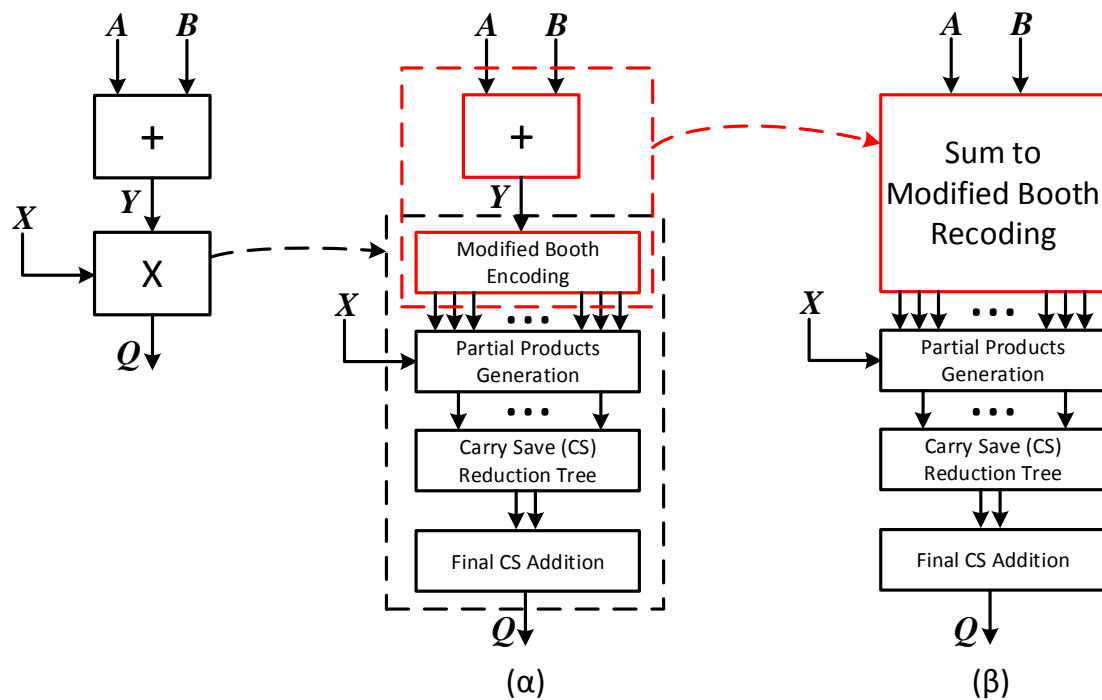 A
B
+
Y
X
X
Q
A
B
+
Y
Modified Booth
Encoding
...
X
Partial Products
Generation
...
Carry Save (CS)
Reduction Tree
Final CS Addition
Q
(α)
A
B
Sum to
Modified Booth
Recoding
...
X
Partial Products
Generation
...
Carry Save (CS)
Reduction Tree
Final CS Addition
Q
(β)